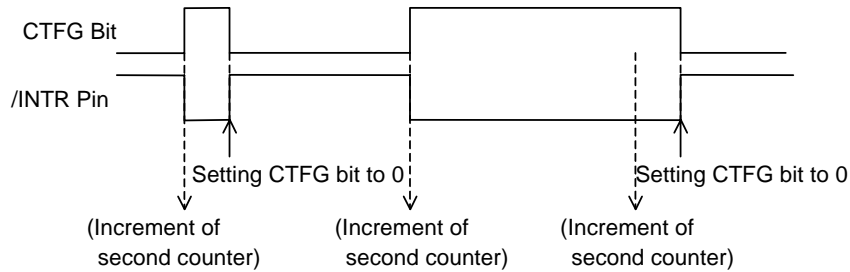 CTFG Bit
/INTR Pin
Setting CTFG bit to 0
Setting CTFG bit to 0
(Increment of
second counter)
(Increment of
second counter)
(Increment of
second counter)